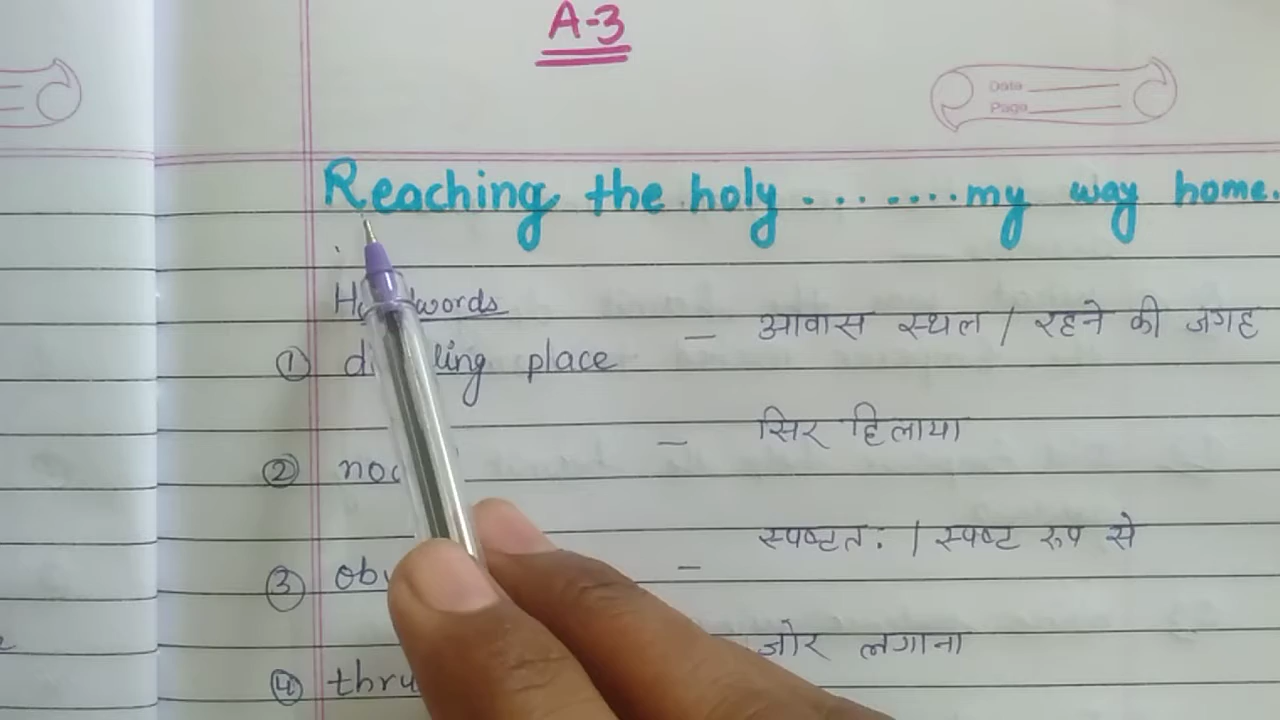 A-3
Data
Page
Reaching the holy ........ my way home.
words
① place – आवास स्थल / रहने की जगह
② – सिर हिलाया
③ – स्पष्टत: / स्पष्ट रूप से
④ जोर लगाना